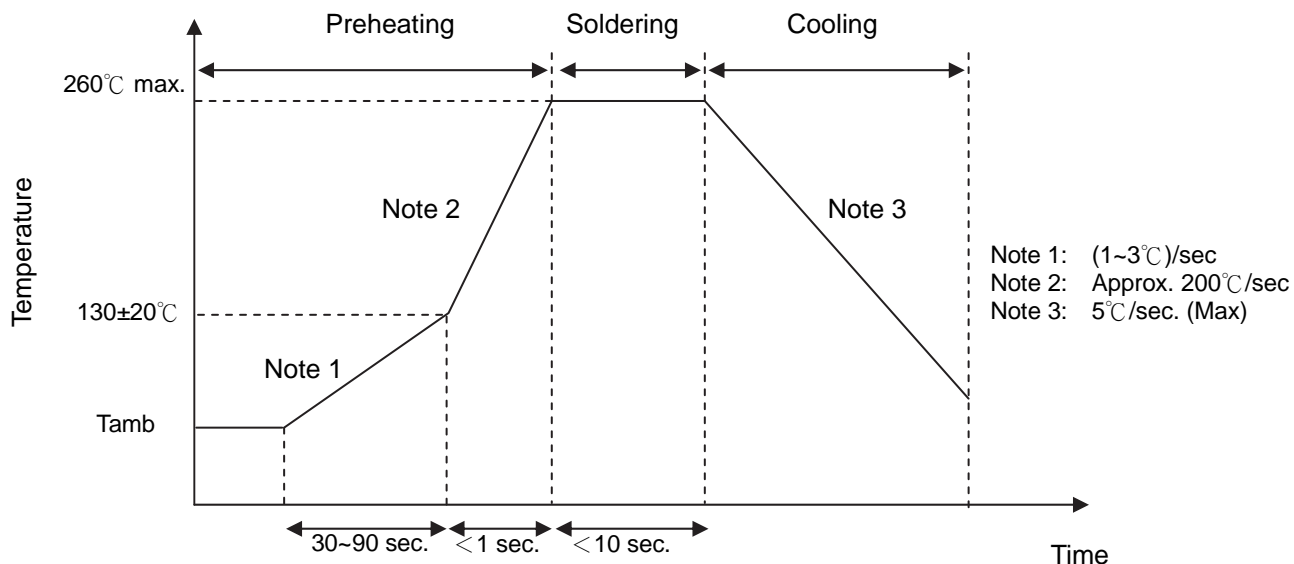 Preheating
Soldering
Cooling
260℃ max.
Temperature
Note 2
Note 3
Note 1: (1~3℃)/sec
Note 2: Approx. 200℃/sec
Note 3: 5℃/sec. (Max)
130±20℃
Note 1
Tamb
30~90 sec.
<1 sec.
<10 sec.
Time